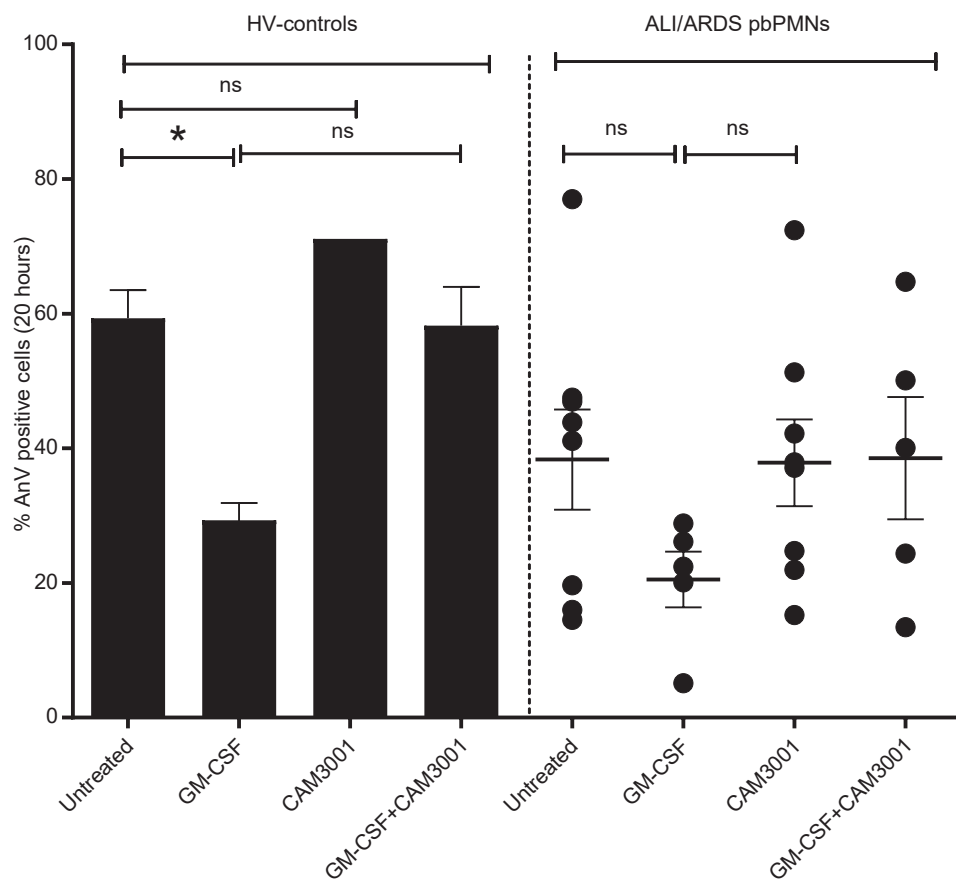 HV-controls
ALI/ARDS pbPMNs
ns
*
ns
ns
ns
% AnV positive cells (20 hours)
100
80
60
40
20
0
Untreated
GM-CSF
CAM3001
GM-CSF+CAM3001
Untreated
GM-CSF
CAM3001
GM-CSF+CAM3001